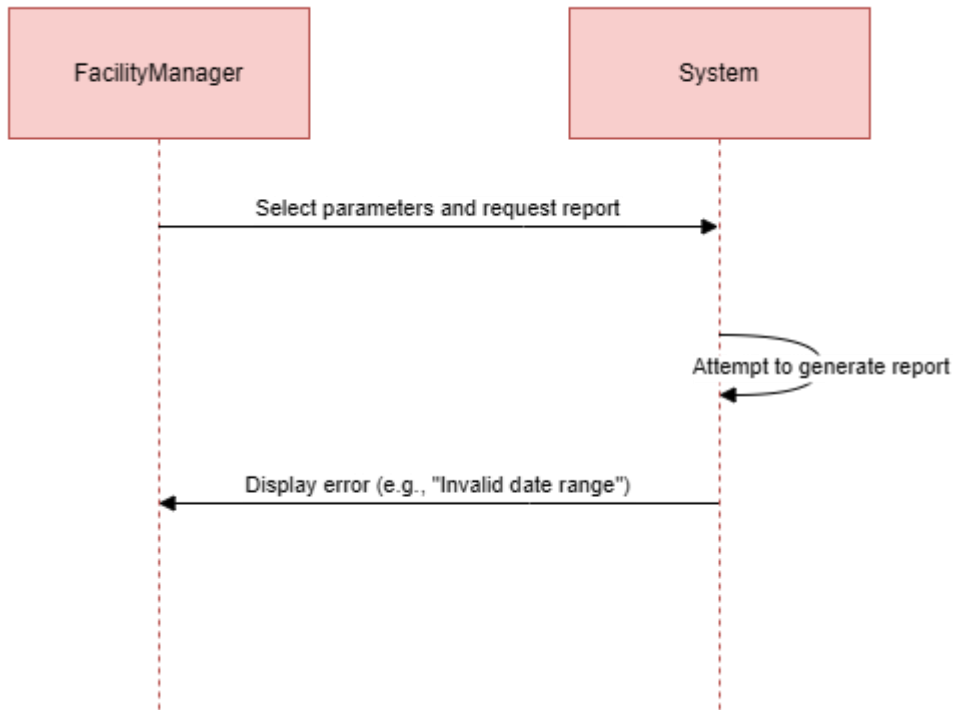 FacilityManager
System
Select parameters and request report
Attempt to generate report
Display error (e.g., "Invalid date range")